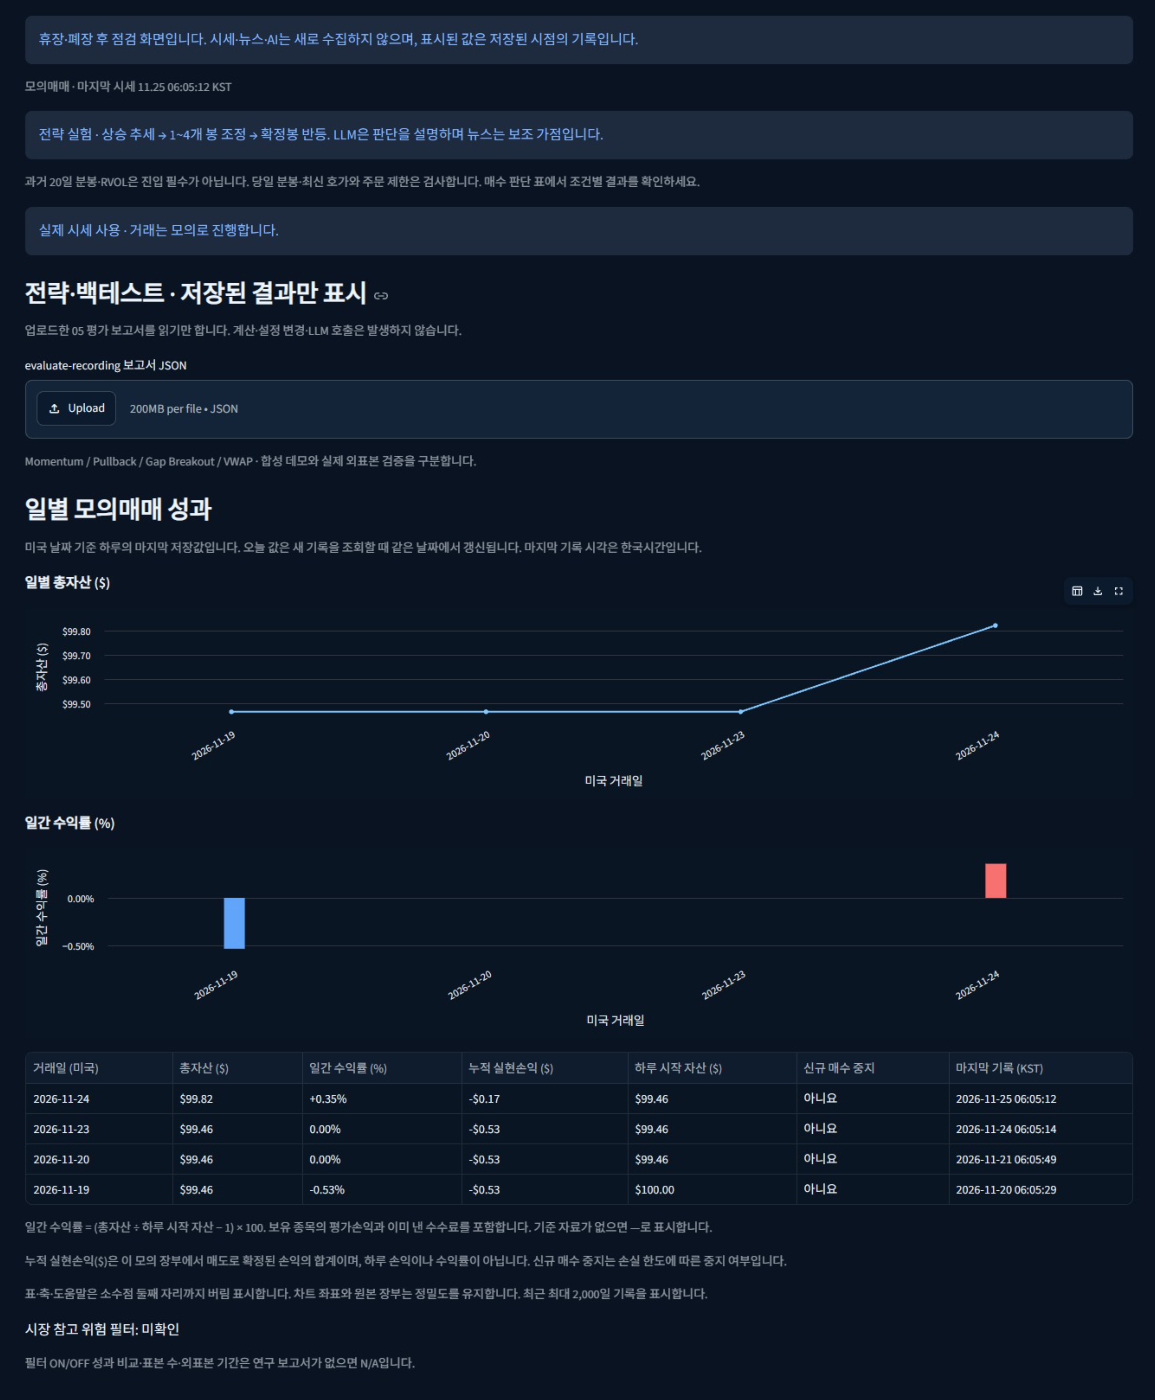 휴장·폐장 후 점검 화면입니다. 시세·뉴스·AI는 새로 수집하지 않으며, 표시된 값은 저장된 시점의 기록입니다.
모의매매 · 마지막 시세 11.25 06:05:12 KST
전략 실험 · 상승 추세 → 1~4개 봉 조정 → 확정봉 반등. LLM은 판단을 설명하며 뉴스는 보조 가점입니다.
과거 20일 분봉·RVOL은 진입 필수가 아닙니다. 당일 분봉·최신 호가와 주문 제한은 검사합니다. 매수 판단 표에서 조건별 결과를 확인하세요.
실제 시세 사용 · 거래는 모의로 진행합니다.
전략·백테스트 · 저장된 결과만 표시
업로드한 05 평가 보고서를 읽기만 합니다. 계산·설정 변경·LLM 호출은 발생하지 않습니다.
evaluate-recording 보고서 JSON
Upload 200MB per file • JSON
Momentum / Pullback / Gap Breakout / VWAP · 합성 데모와 실제 외표본 검증을 구분합니다.
일별 모의매매 성과
미국 날짜 기준 하루의 마지막 저장값입니다. 오늘 값은 새 기록을 조회할 때 같은 날짜에서 갱신됩니다. 마지막 기록 시각은 한국시간입니다.
일별 총자산 ($)
총자산 ($)
$99.80
$99.70
$99.60
$99.50
2026-11-19 2026-11-20 2026-11-23 2026-11-24
미국 거래일
일간 수익률 (%)
일간 수익률 (%)
0.00%
−0.50%
2026-11-19 2026-11-20 2026-11-23 2026-11-24
미국 거래일
거래일 (미국) 총자산 ($) 일간 수익률 (%) 누적 실현손익 ($) 하루 시작 자산 ($) 신규 매수 중지 마지막 기록 (KST)
2026-11-24 $99.82 +0.35% -$0.17 $99.46 아니요 2026-11-25 06:05:12
2026-11-23 $99.46 0.00% -$0.53 $99.46 아니요 2026-11-24 06:05:14
2026-11-20 $99.46 0.00% -$0.53 $99.46 아니요 2026-11-21 06:05:49
2026-11-19 $99.46 -0.53% -$0.53 $100.00 아니요 2026-11-20 06:05:29
일간 수익률 = (총자산 ÷ 하루 시작 자산 − 1) × 100. 보유 종목의 평가손익과 이미 낸 수수료를 포함합니다. 기준 자료가 없으면 —로 표시합니다.
누적 실현손익($)은 이 모의 장부에서 매도로 확정된 손익의 합계이며, 하루 손익이나 수익률이 아닙니다. 신규 매수 중지는 손실 한도에 따른 중지 여부입니다.
표·축·도움말은 소수점 둘째 자리까지 버림 표시합니다. 차트 좌표와 원본 장부는 정밀도를 유지합니다. 최근 최대 2,000일 기록을 표시합니다.
시장 참고 위험 필터: 미확인
필터 ON/OFF 성과 비교·표본 수·외표본 기간은 연구 보고서가 없으면 N/A입니다.